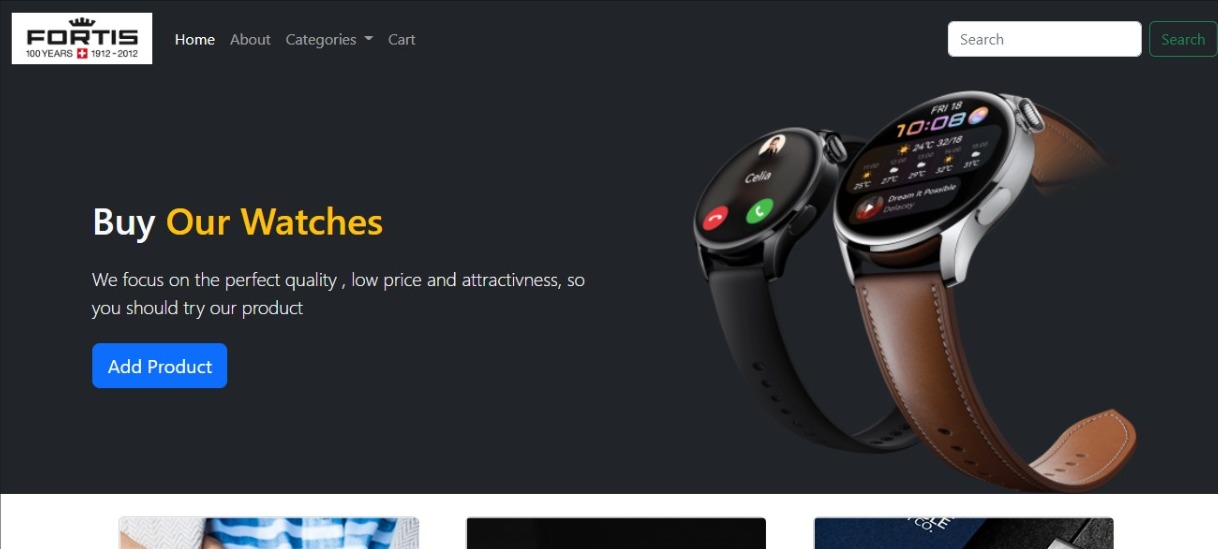 FORTIS
100 YEARS 1912-2012
Home About Categories Cart
Search
Search
FRI 18
10:08
24°C 32/18
25°C 27°C 29°C 32°C 31°C
Dream It Possible
Delacey
Celia
Buy Our Watches
We focus on the perfect quality , low price and attractivness, so
you should try our product
Add Product
CO.